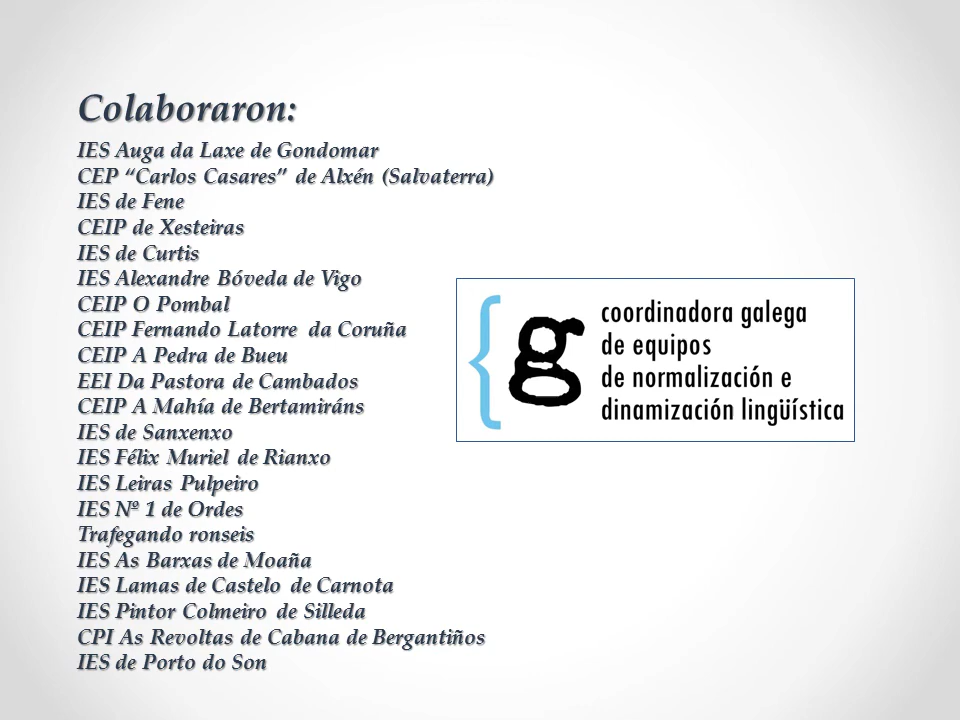 Colaboraron:
IES Auga da Laxe de Gondomar
CEP “Carlos Casares” de Alxén (Salvaterra)
IES de Fene
CEIP de Xesteiras
IES de Curtis
IES Alexandre Bóveda de Vigo
CEIP O Pombal
CEIP Fernando Latorre da Coruña
CEIP A Pedra de Bueu
EEI Da Pastora de Cambados
CEIP A Mahía de Bertamiráns
IES de Sanxenxo
IES Félix Muriel de Rianxo
IES Leiras Pulpeiro
IES Nº 1 de Ordes
Trafegando ronseis
IES As Barxas de Moaña
IES Lamas de Castelo de Carnota
IES Pintor Colmeiro de Silleda
CPI As Revoltas de Cabana de Bergantiños
IES de Porto do Son
{g
coordinadora galega
de equipos
de normalización e
dinamización lingüística